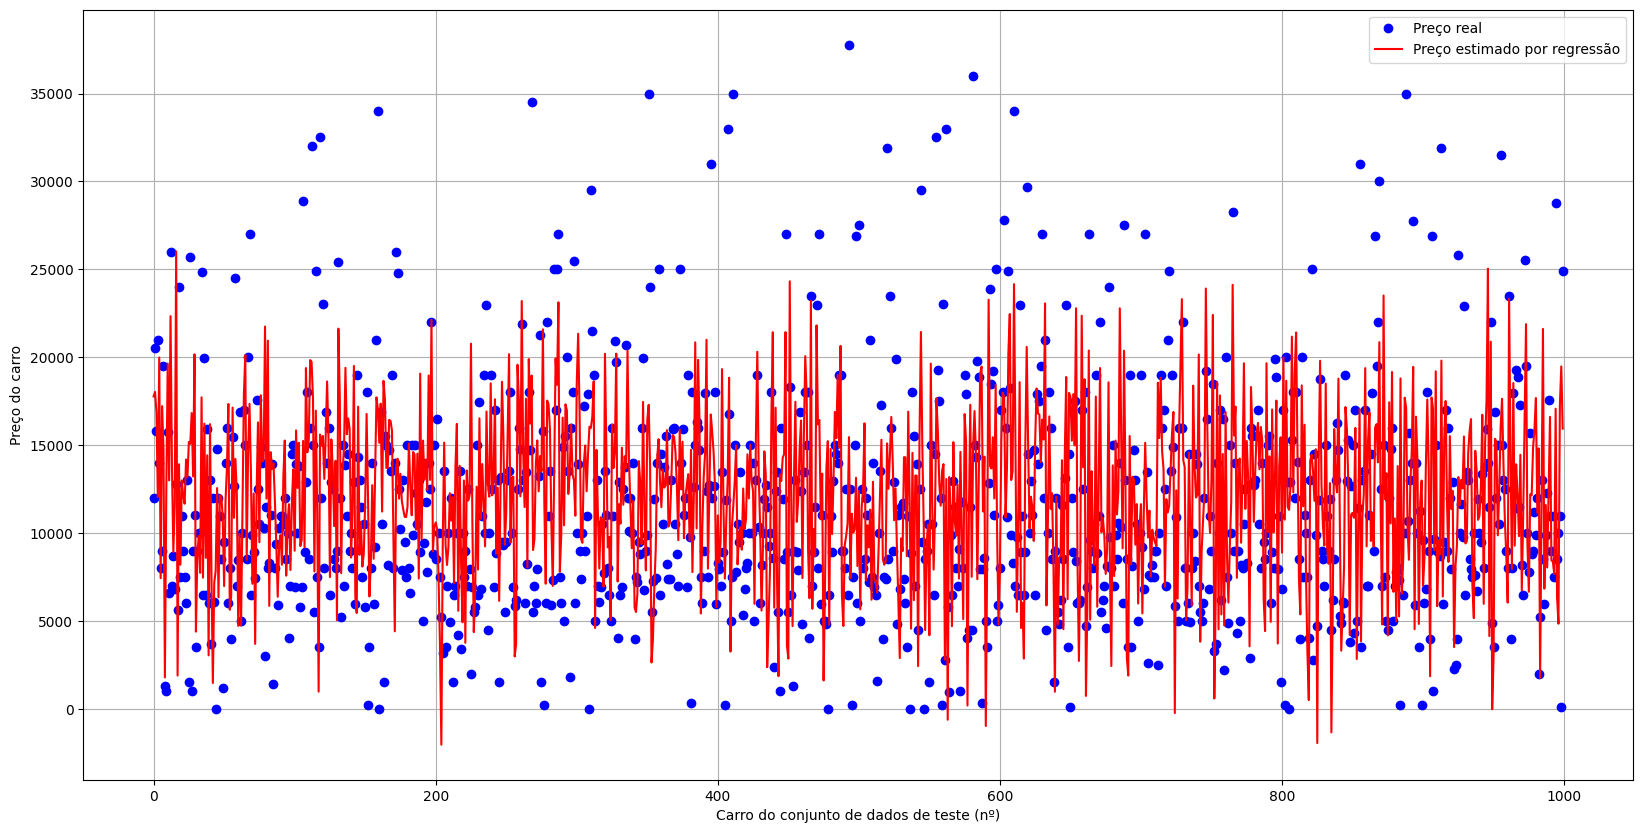 Preço real
Preço estimado por regressão
Preço do carro
35000
30000
25000
20000
15000
10000
5000
0
0 200 400 600 800 1000
Carro do conjunto de dados de teste (nº)